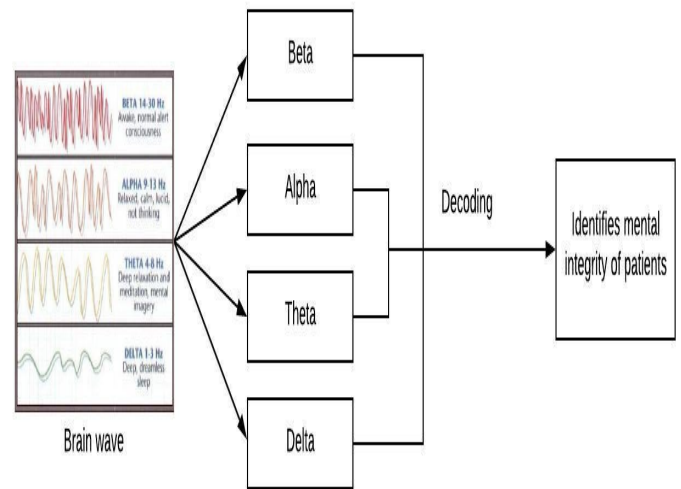 BETA 14-30 Hz
Awake, normal alert
consciousness
ALPHA 9-13 Hz
Relaxed, calm, lucid,
not thinking
THETA 4-8 Hz
Deep relaxation and
meditation, mental
imagery
DELTA 1-3 Hz
Deep, dreamless
sleep
Brain wave
Beta
Alpha
Theta
Delta
Decoding
Identifies mental
integrity of patients